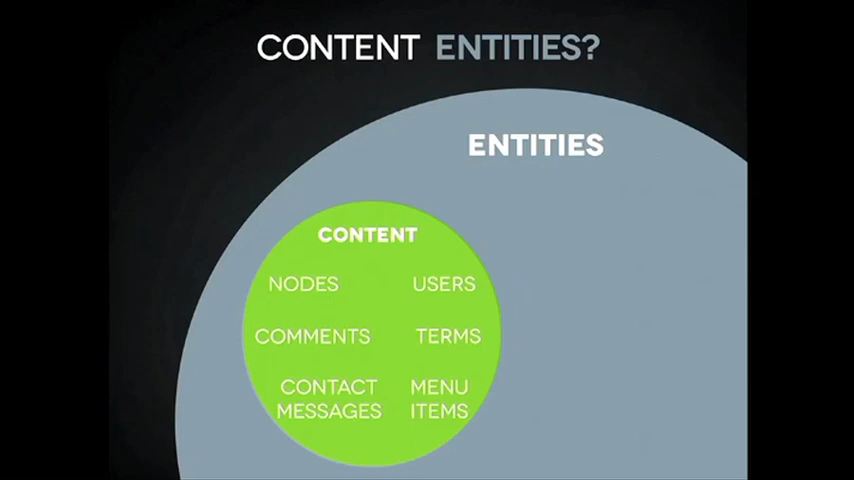 CONTENT ENTITIES?
ENTITIES
CONTENT
NODES USERS
COMMENTS TERMS
CONTACT MENU
MESSAGES ITEMS